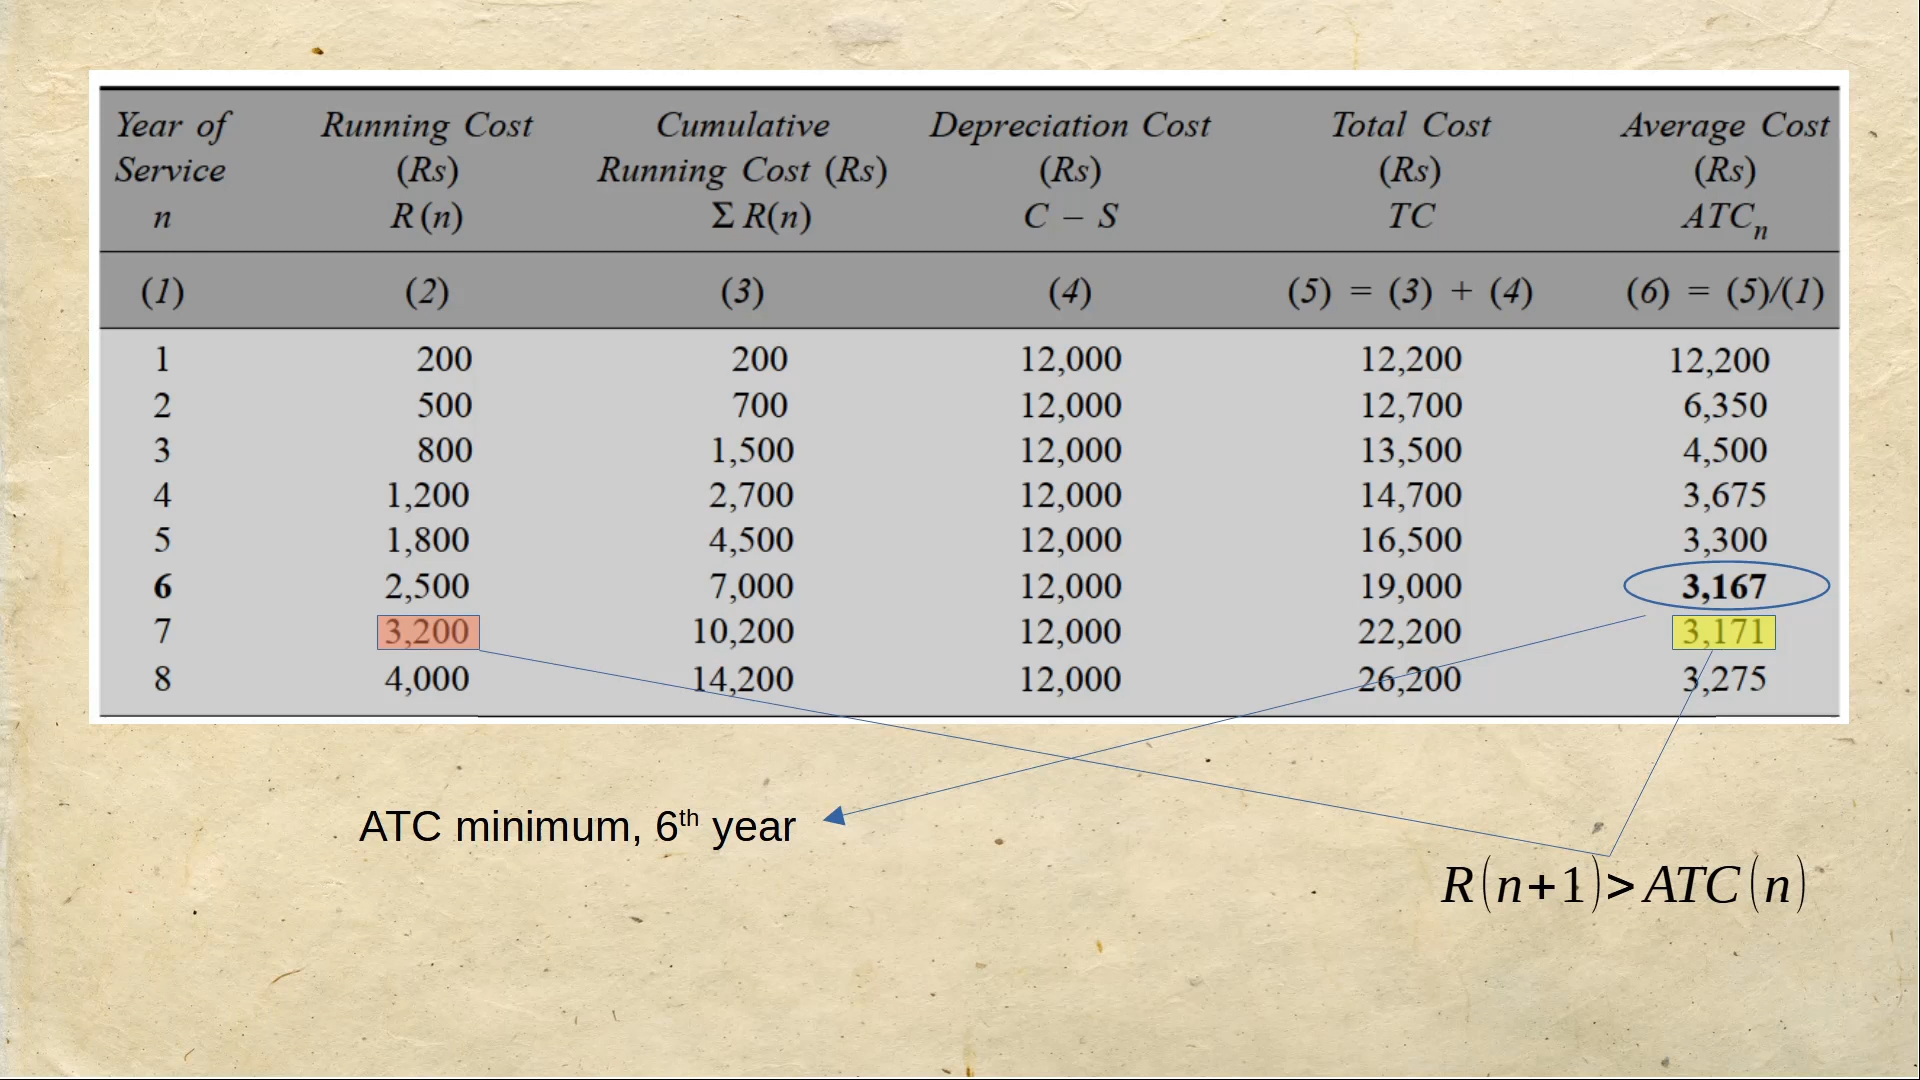 Year of Service n Running Cost (Rs) R (n) Cumulative Running Cost (Rs) Σ R(n) Depreciation Cost (Rs) C − S Total Cost (Rs) TC Average Cost (Rs) ATCn
(1) (2) (3) (4) (5) = (3) + (4) (6) = (5)/(1)
1 200 200 12,000 12,200 12,200
2 500 700 12,000 12,700 6,350
3 800 1,500 12,000 13,500 4,500
4 1,200 2,700 12,000 14,700 3,675
5 1,800 4,500 12,000 16,500 3,300
6 2,500 7,000 12,000 19,000 3,167
7 3,200 10,200 12,000 22,200 3,171
8 4,000 14,200 12,000 26,200 3,275
ATC minimum, 6th year
R(n+1)>ATC(n)